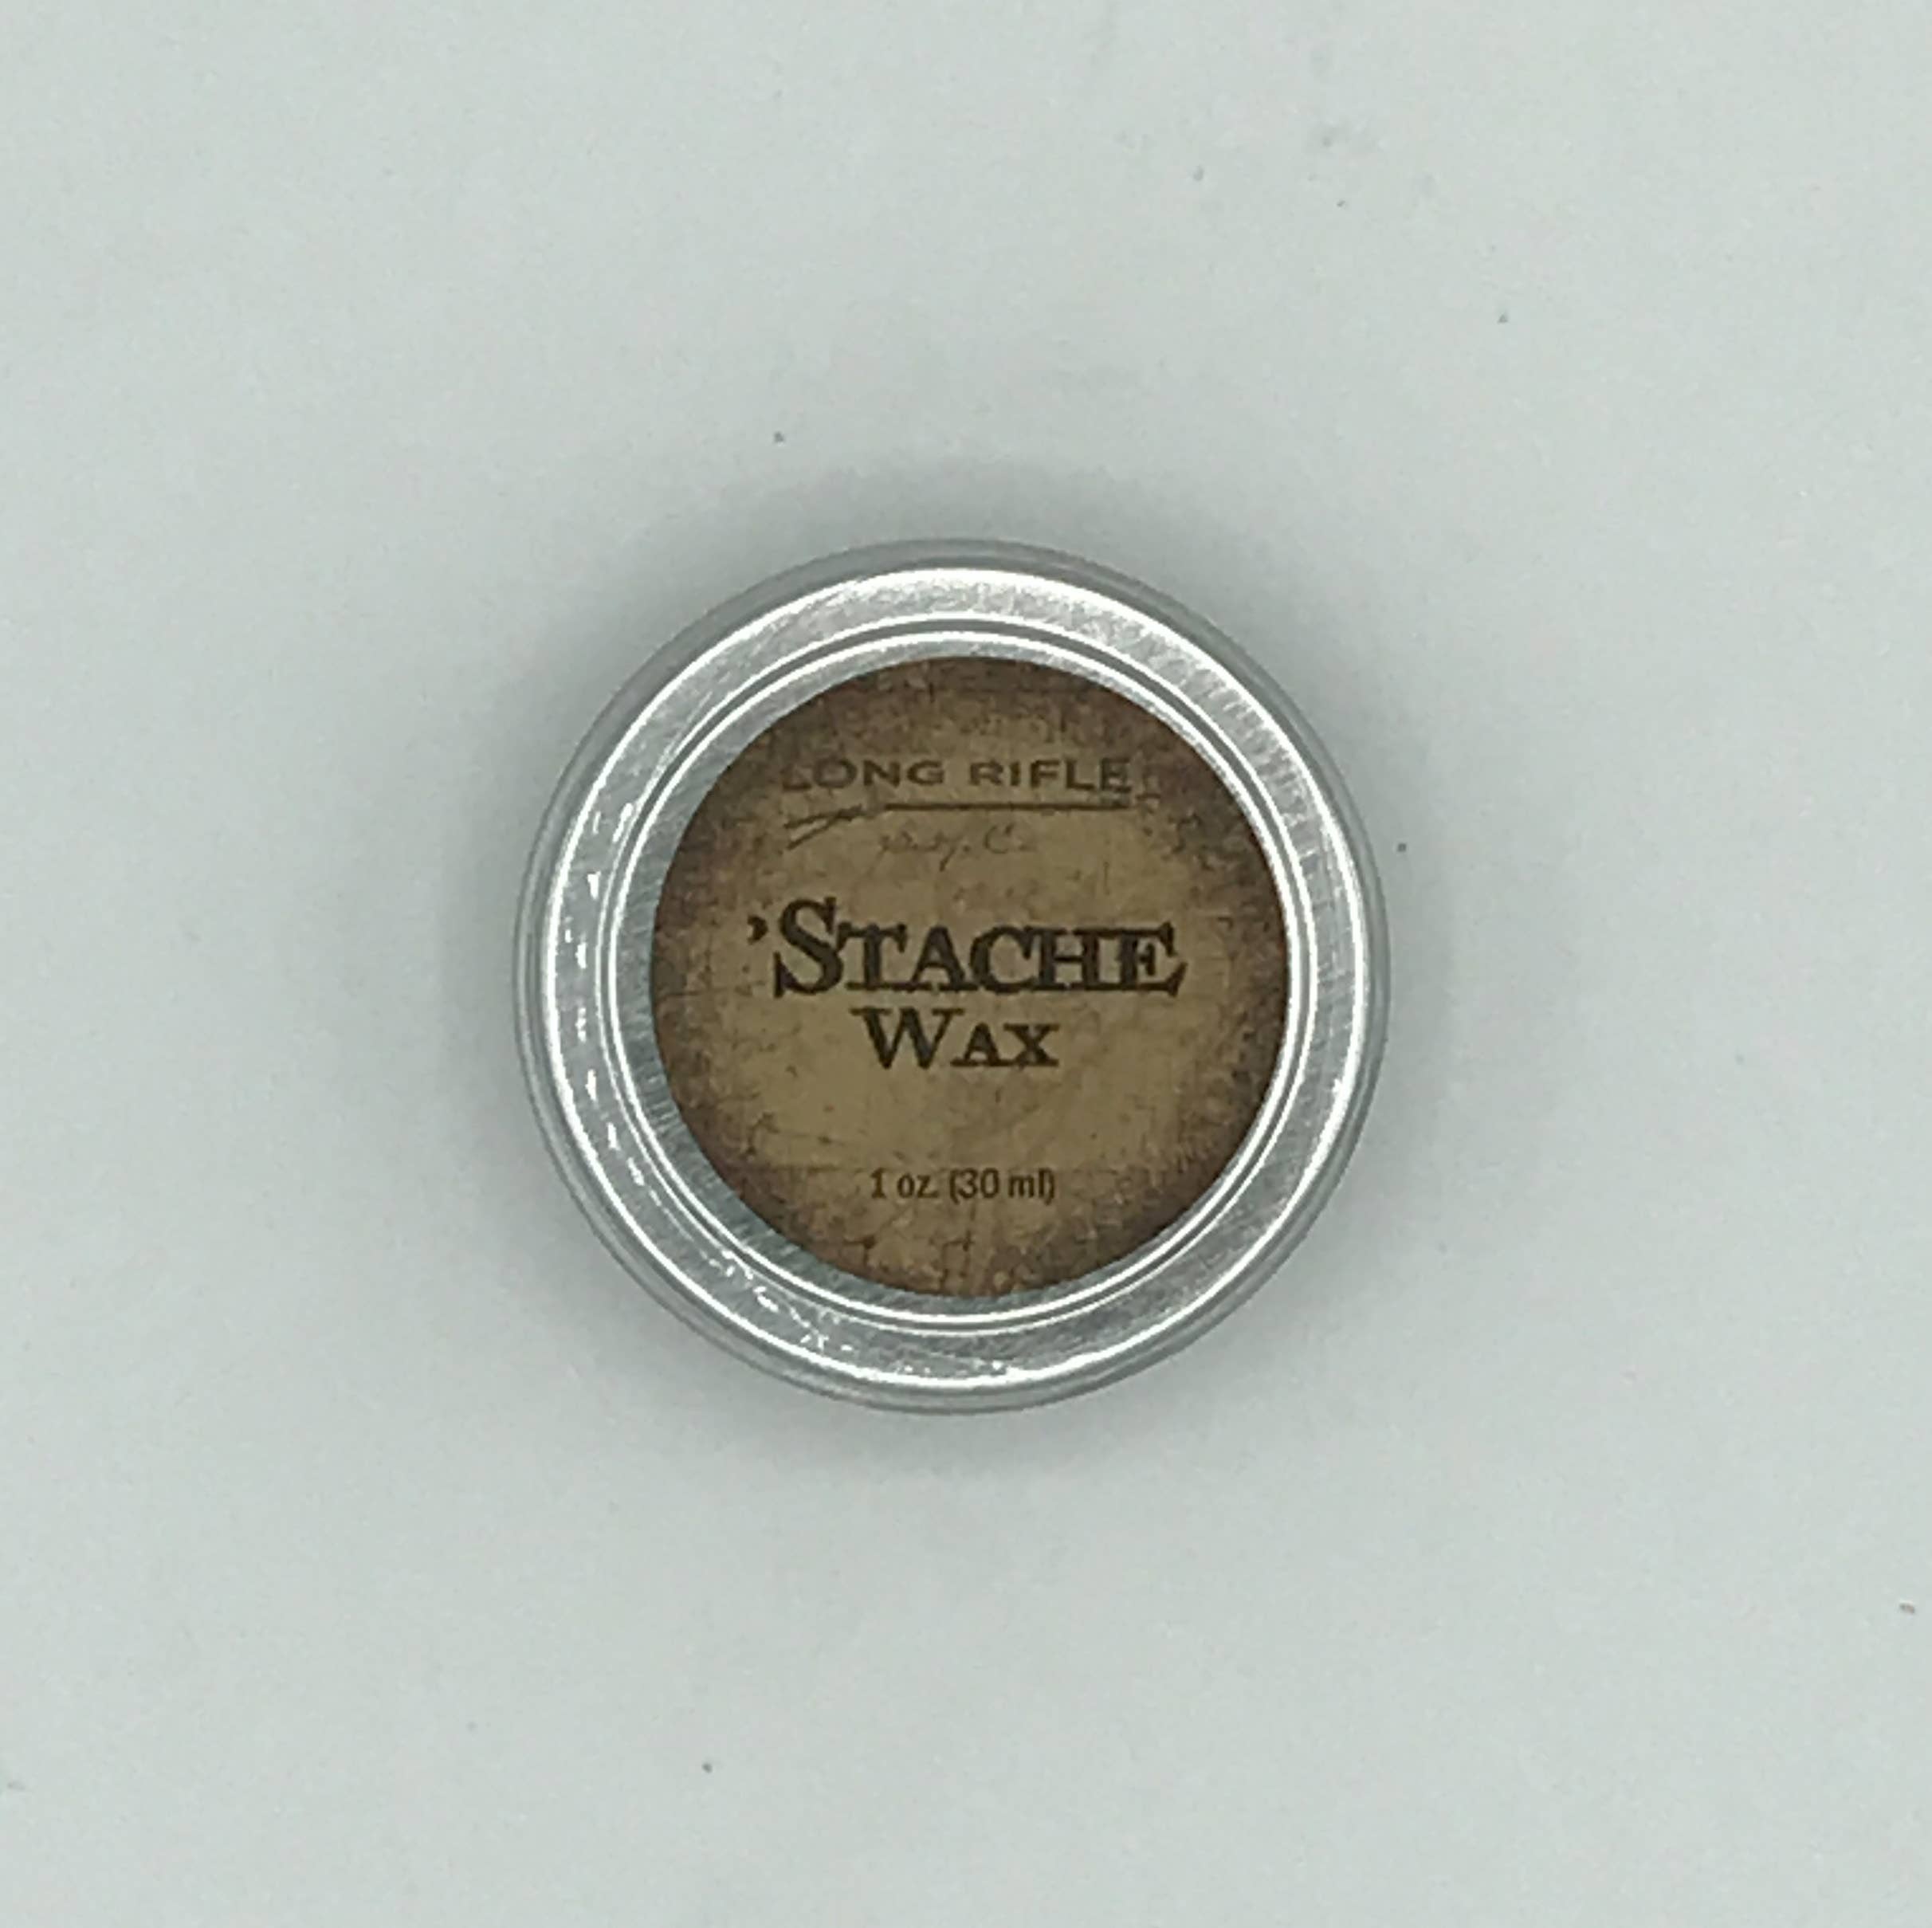 LONG RIFLE
'STACHE
WAX
1 oz. (30 ml)